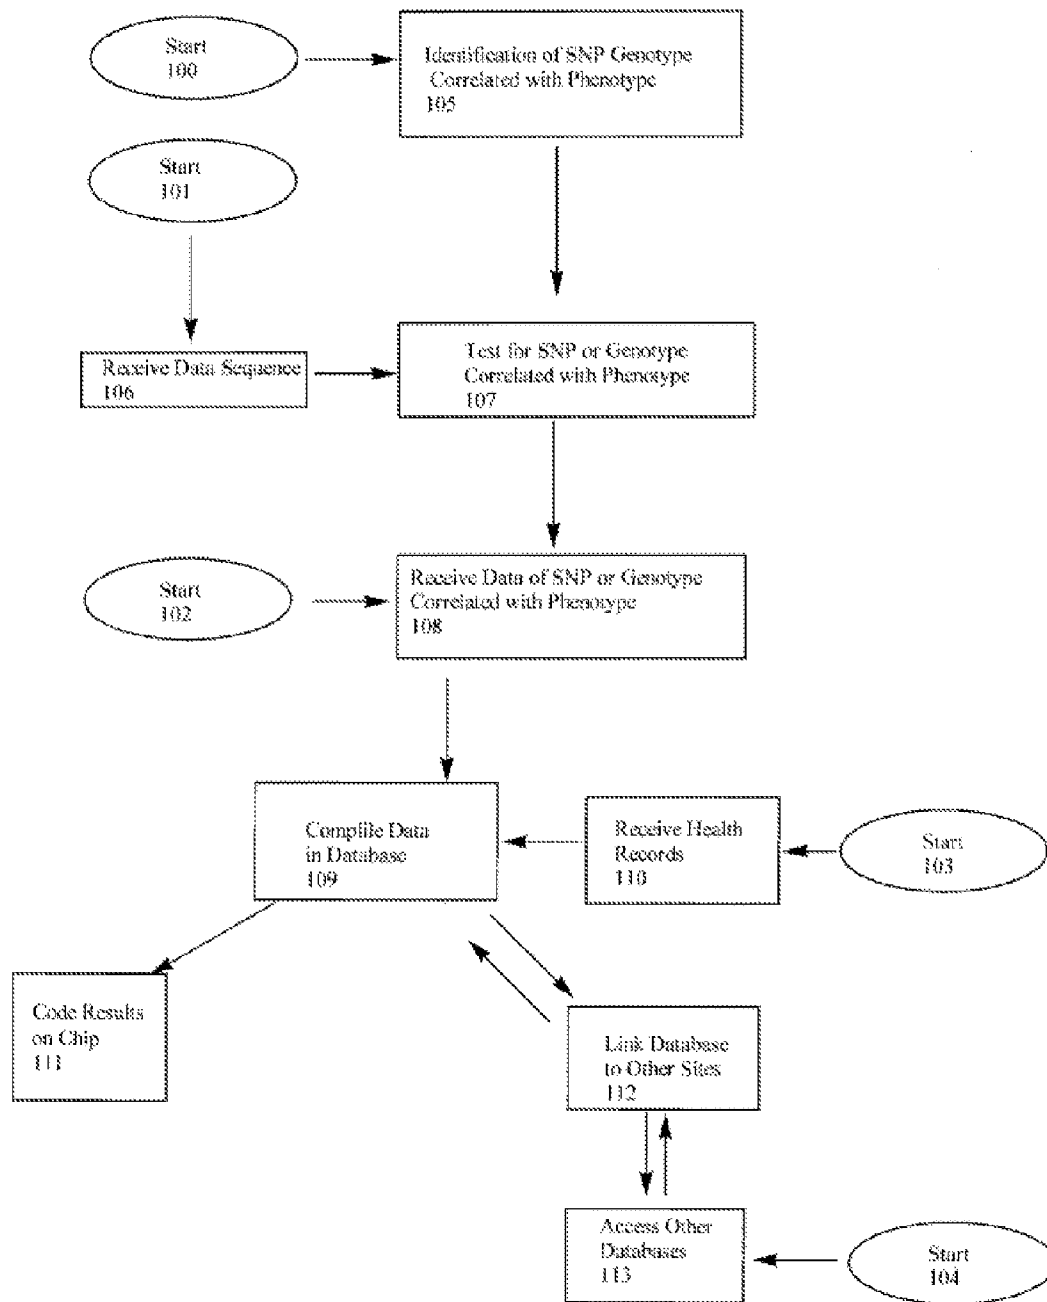 Start
100
Identification of SNP Genotype
Correlated with Phenotype
105
Start
101
Receive Data Sequence
106
Test for SNP or Genotype
Correlated with Phenotype
107
Start
102
Receive Data of SNP or Genotype
Correlated with Phenotype
108
Compfile Data
in Database
109
Receive Health
Records
110
Start
103
Code Results
on Chip
111
Link Database
to Other Sites
112
Access Other
Databases
113
Start
104